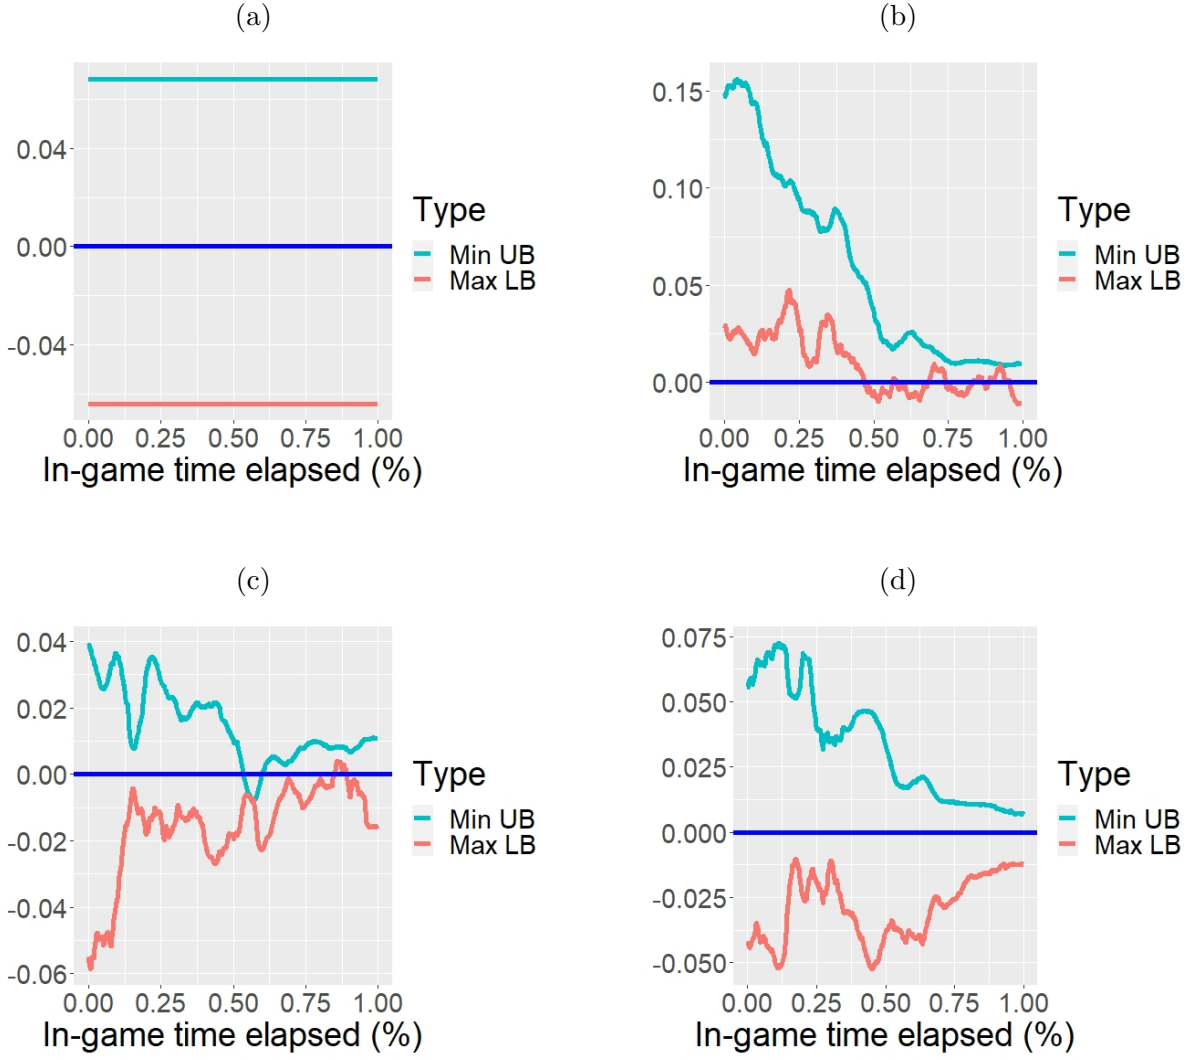 (a)
0.04
0.00
-0.04
0.00 0.25 0.50 0.75 1.00
In-game time elapsed (%)
Type
Min UB
Max LB
(b)
0.15
0.10
0.05
0.00
0.00 0.25 0.50 0.75 1.00
In-game time elapsed (%)
Type
Min UB
Max LB
(c)
0.04
0.02
0.00
-0.02
-0.04
-0.06
0.00 0.25 0.50 0.75 1.00
In-game time elapsed (%)
Type
Min UB
Max LB
(d)
0.075
0.050
0.025
0.000
-0.025
-0.050
0.00 0.25 0.50 0.75 1.00
In-game time elapsed (%)
Type
Min UB
Max LB